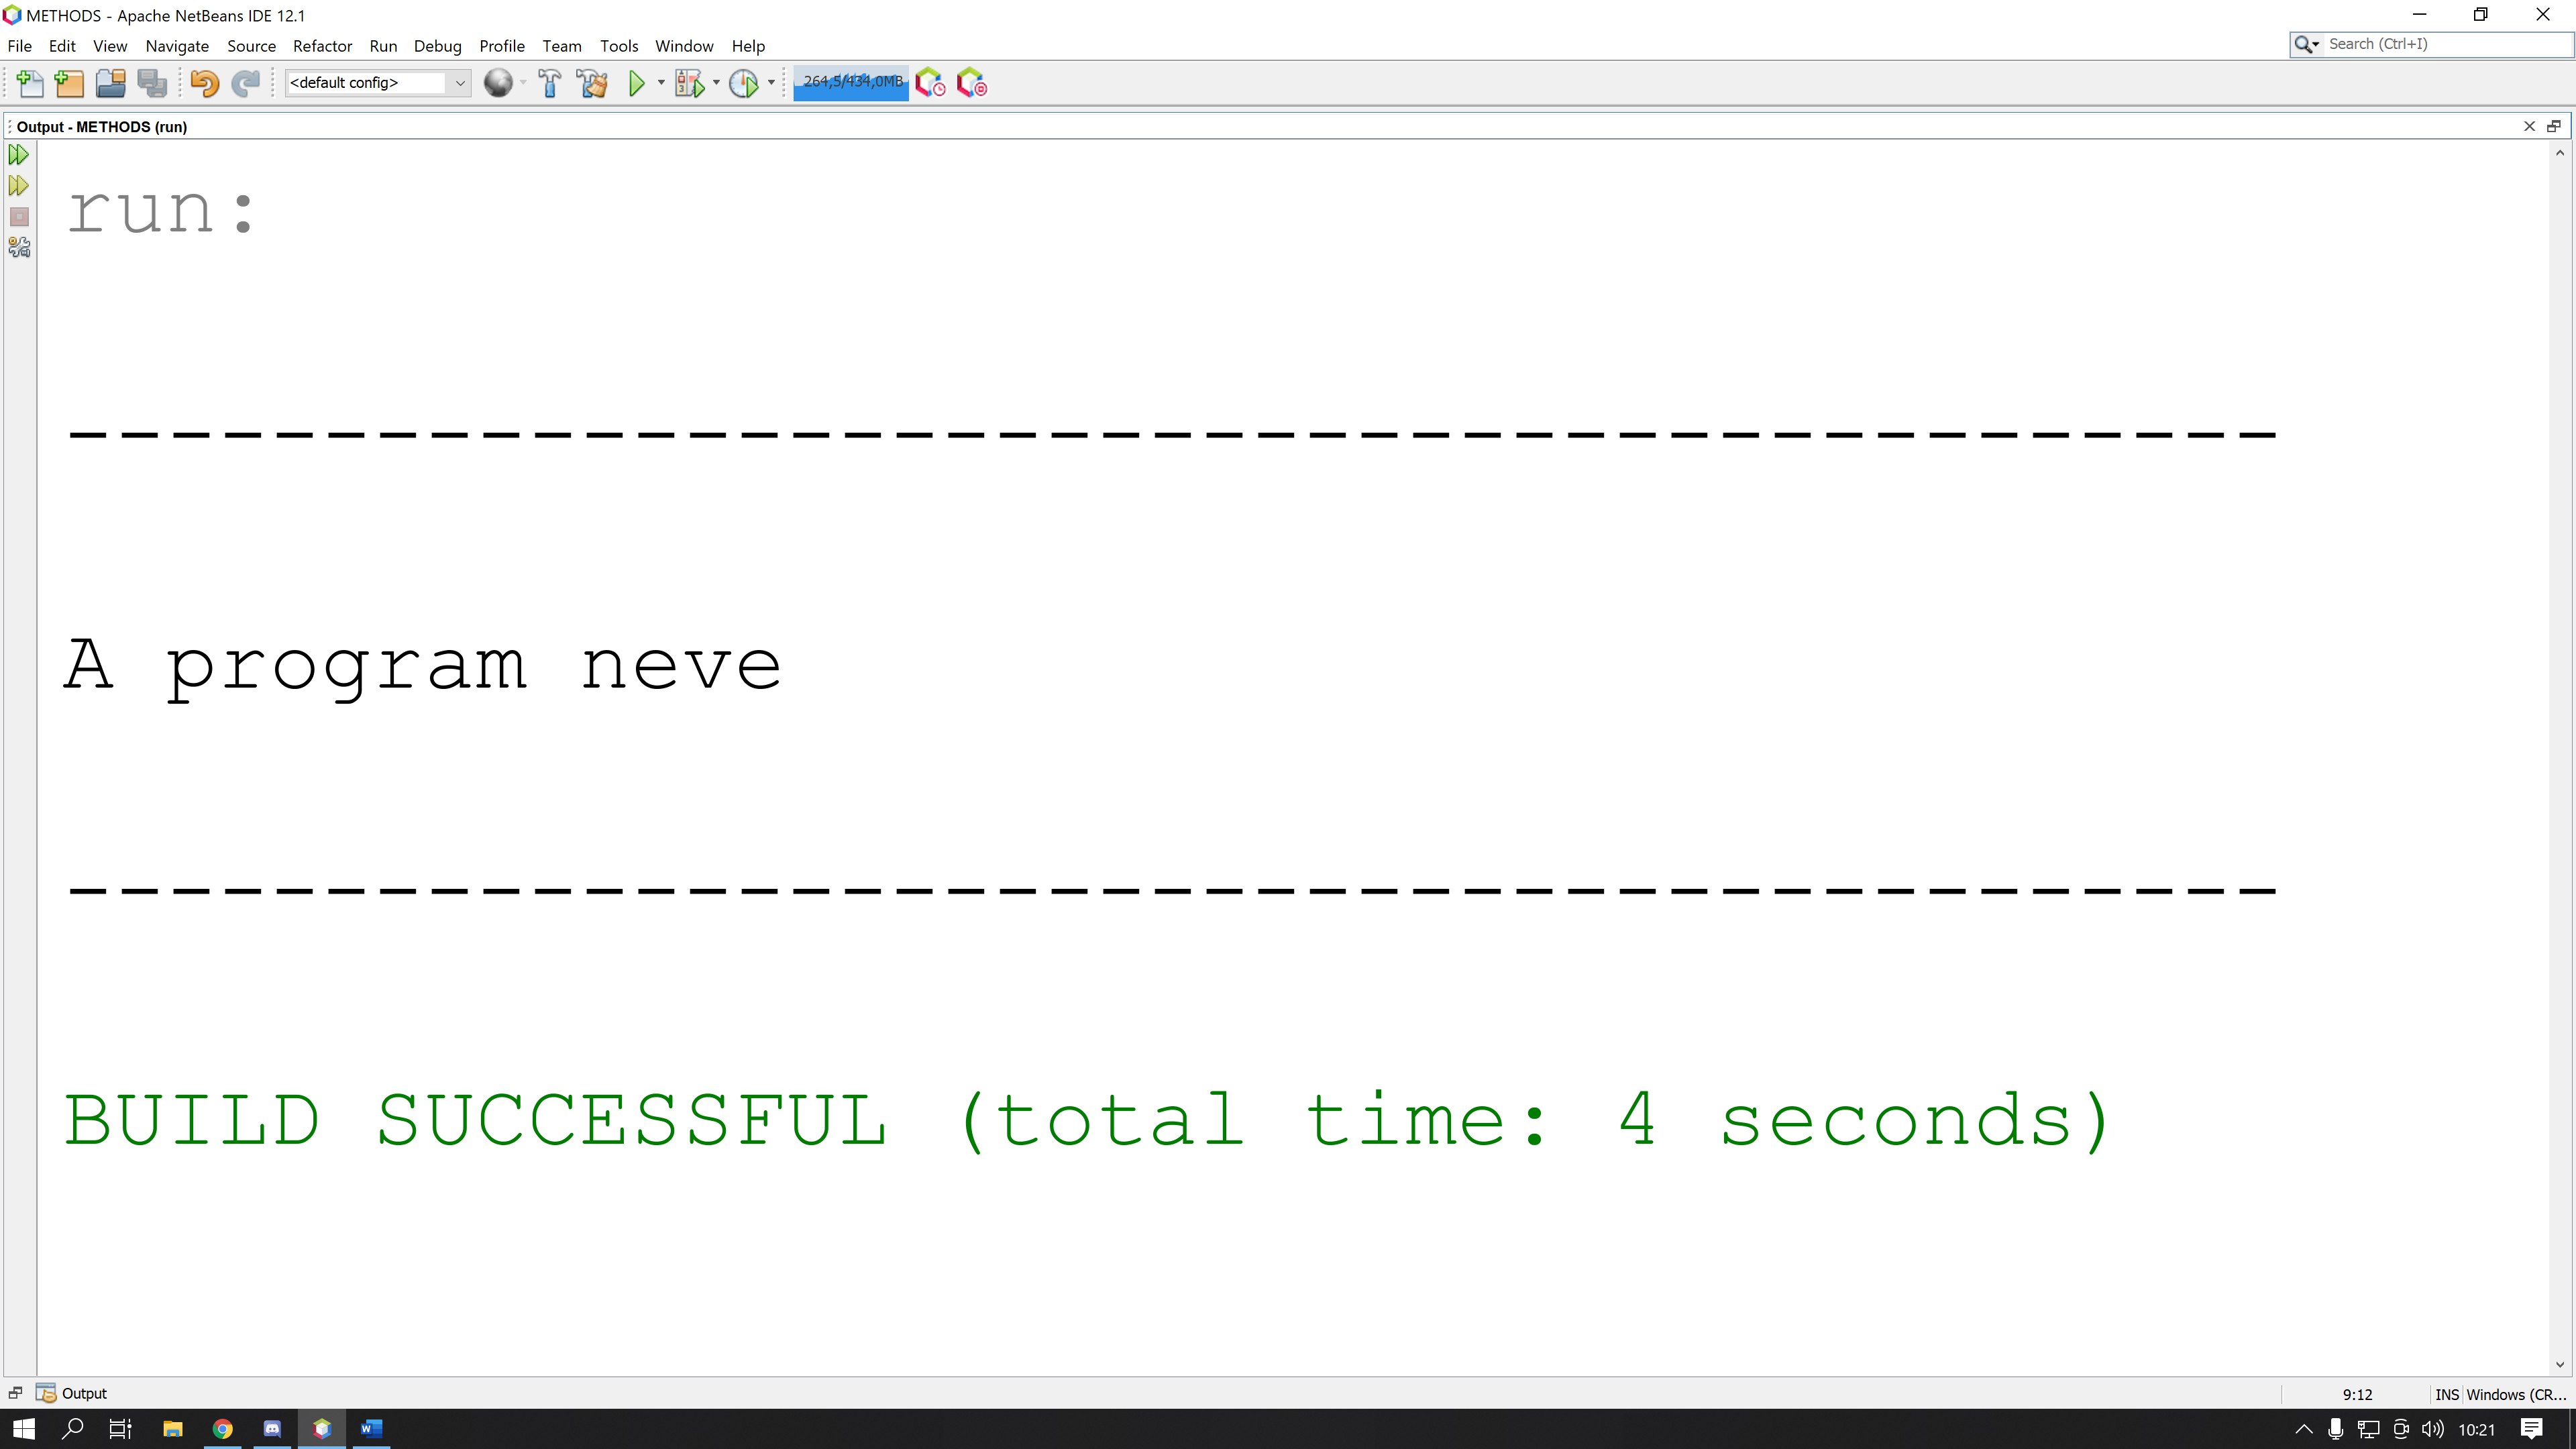 METHODS - Apache NetBeans IDE 12.1
File Edit View Navigate Source Refactor Run Debug Profile Team Tools Window Help
Search (Ctrl+I)
<default config>
264,5/434,0MB
Output - METHODS (run)
run:
-------------------------------------------
A program neve
-------------------------------------------
BUILD SUCCESSFUL (total time: 4 seconds)
Output
9:12
INS
Windows (CR...
10:21